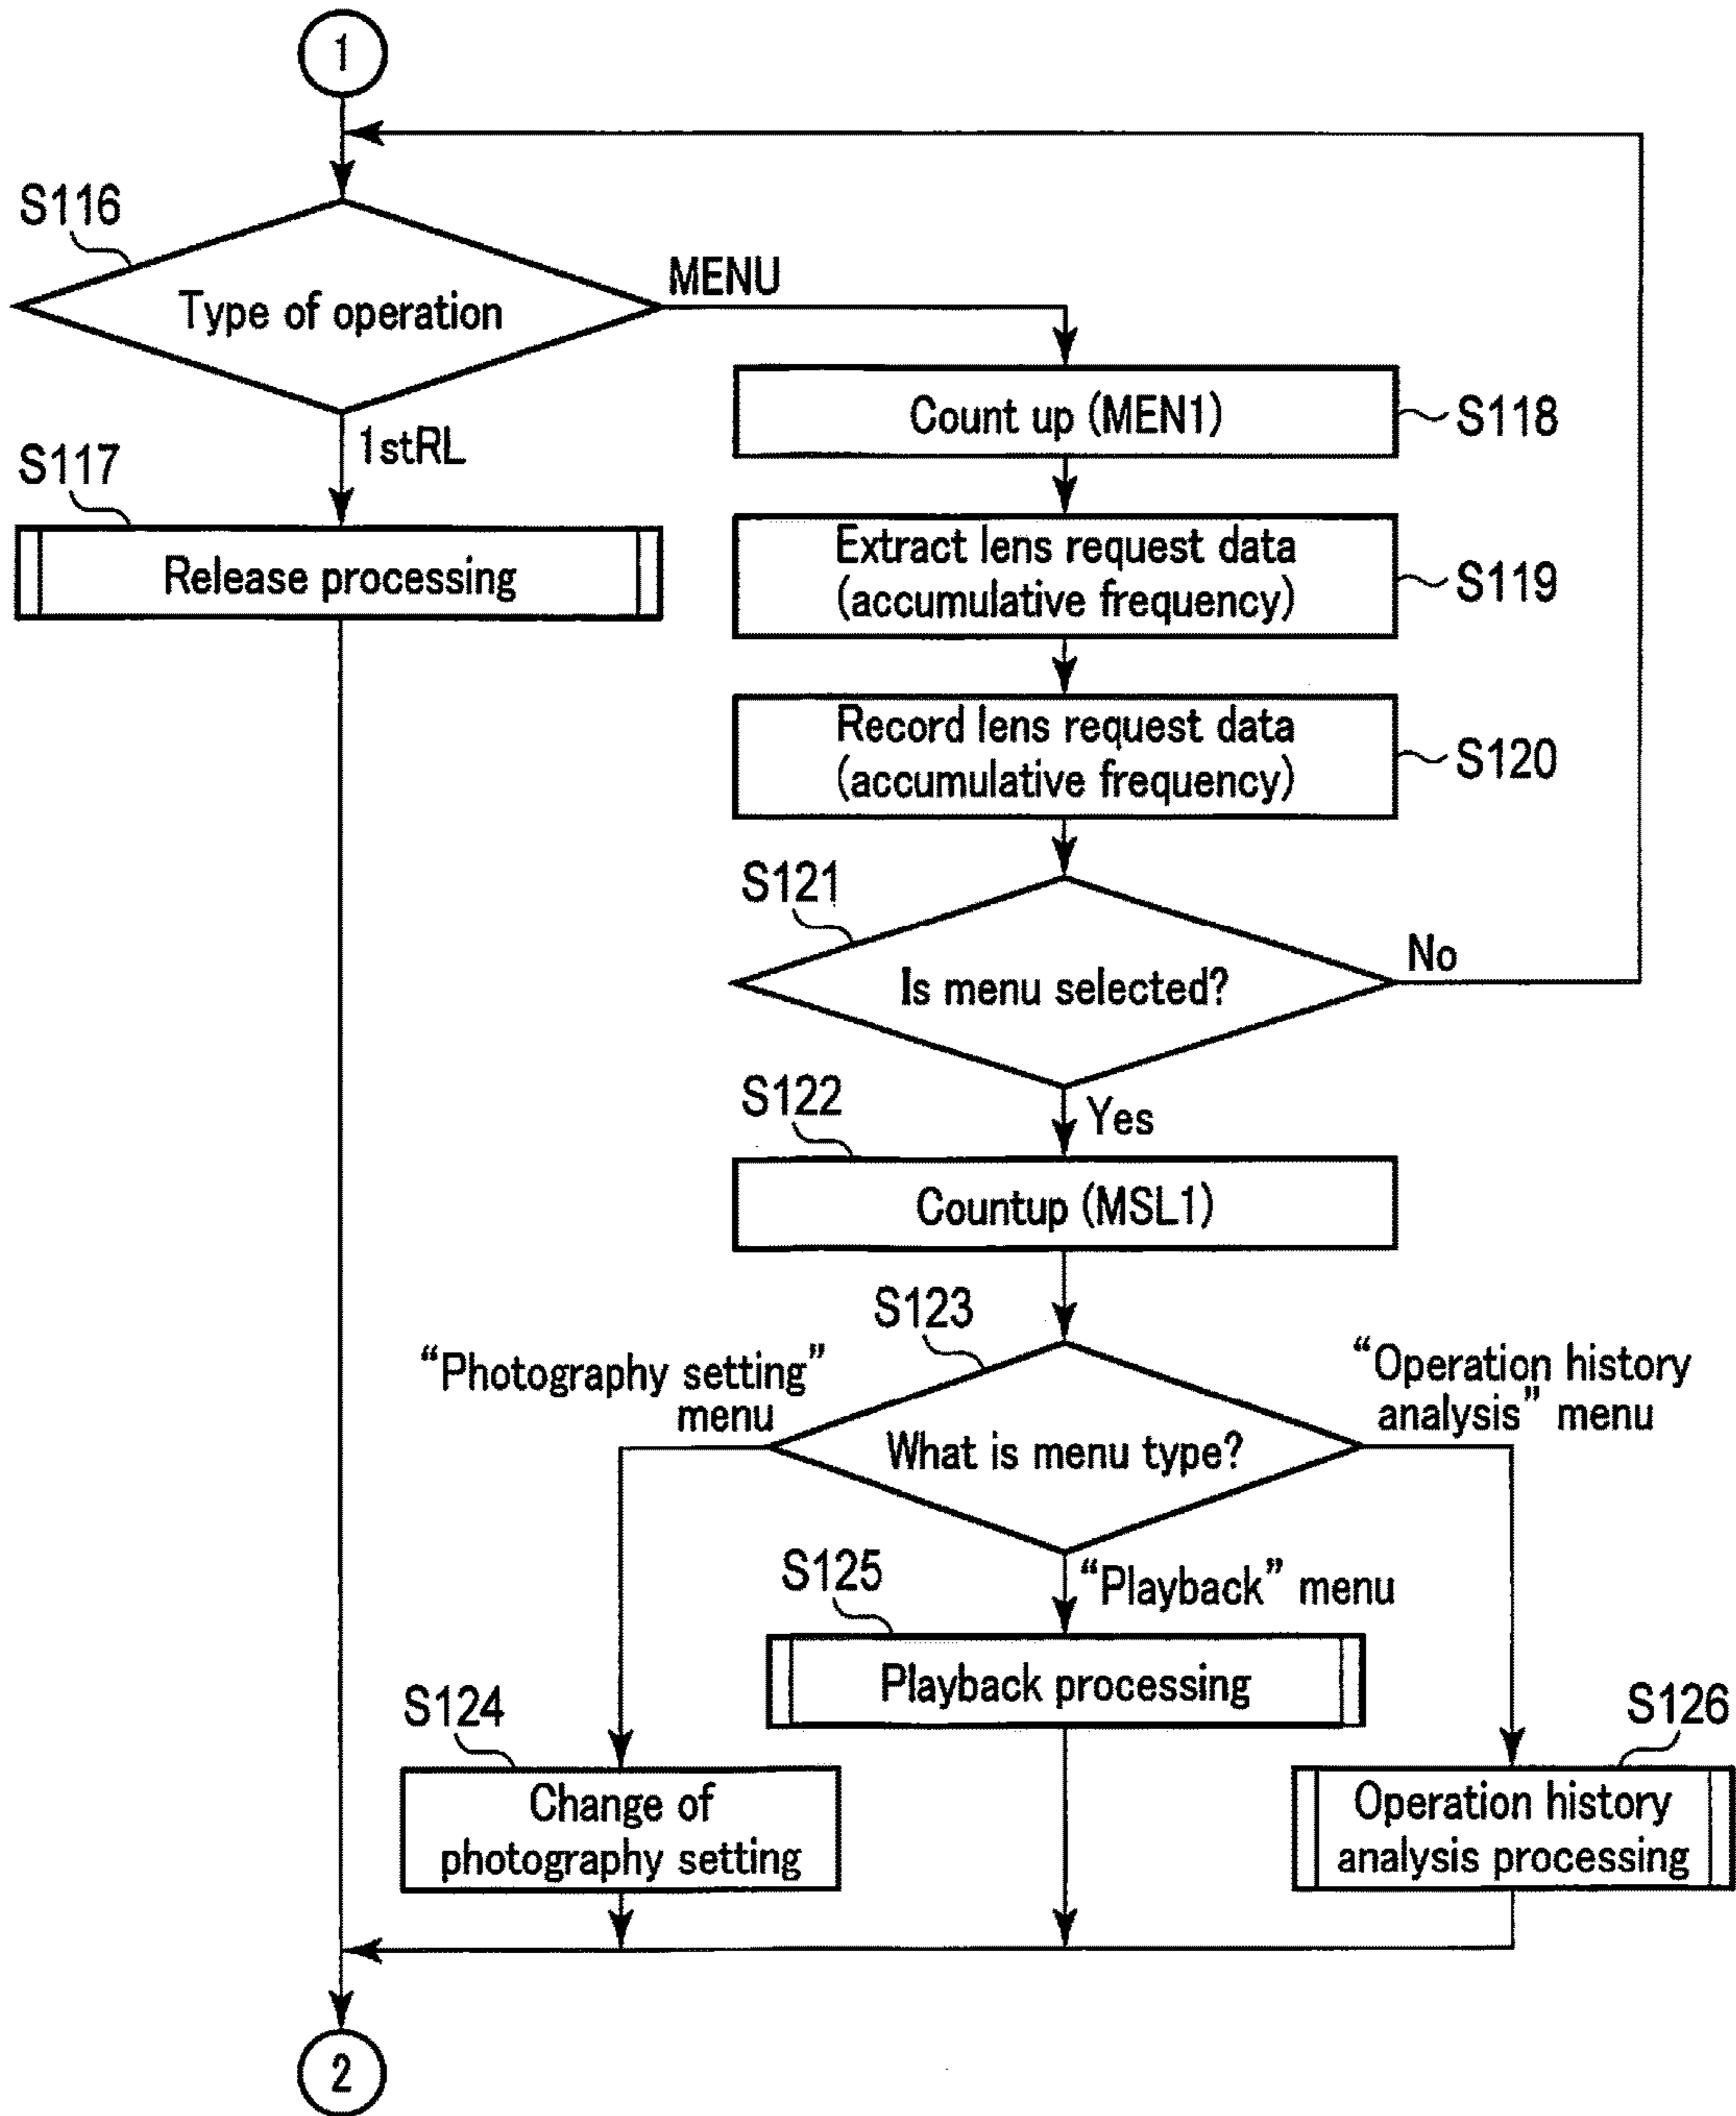 1
S116
Type of operation
MENU
1stRL
S117
Release processing
Count up (MEN1)
S118
Extract lens request data
(accumulative frequency)
S119
Record lens request data
(accumulative frequency)
S120
S121
Is menu selected?
No
Yes
S122
Countup (MSL1)
S123
What is menu type?
“Photography setting”
menu
“Operation history
analysis” menu
“Playback” menu
S125
Playback processing
S124
Change of
photography setting
S126
Operation history
analysis processing
2